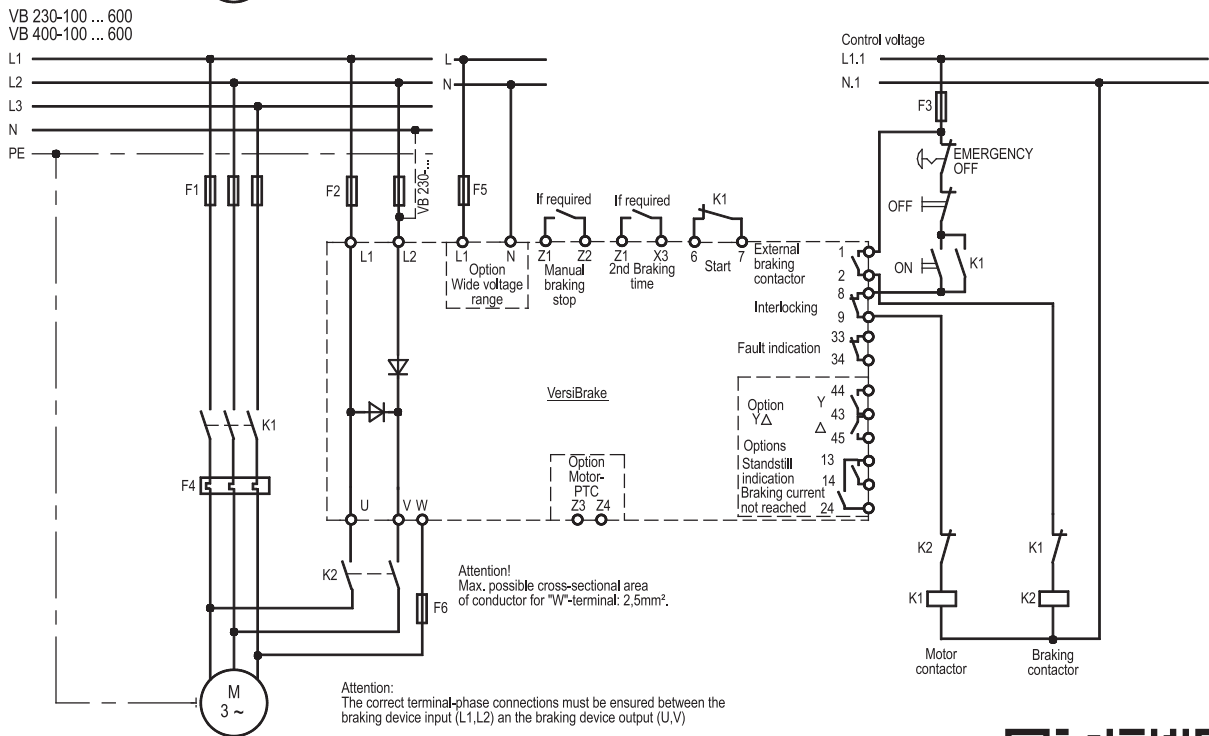 VB 230-100 ... 600
VB 400-100 ... 600
Control voltage
L1
L2
L3
N
PE
L
N
L1.1
N.1
F1
F2
VB 230-...
F5
F3
EMERGENCY
OFF
OFF
ON
K1
If required
If required
K1
L1
L2
L1
N
Z1
Z2
Z1
X3
6
7
Option
Wide voltage
range
Manual
braking
stop
2nd Braking
time
Start
External
braking
contactor
1
2
Interlocking
8
9
Fault indication
33
34
VersiBrake
Option
Y△
Y
△
44
43
45
Options
Standstill
indication
Braking current
not reached
13
14
24
K1
F4
Option
Motor-
PTC
Z3
Z4
U
V
W
K2
F6
Attention!
Max. possible cross-sectional area
of conductor for "W"-terminal: 2,5mm².
K2
K1
K1
K2
Motor
contactor
Braking
contactor
M
3 ~
Attention:
The correct terminal-phase connections must be ensured between the
braking device input (L1,L2) an the braking device output (U,V)